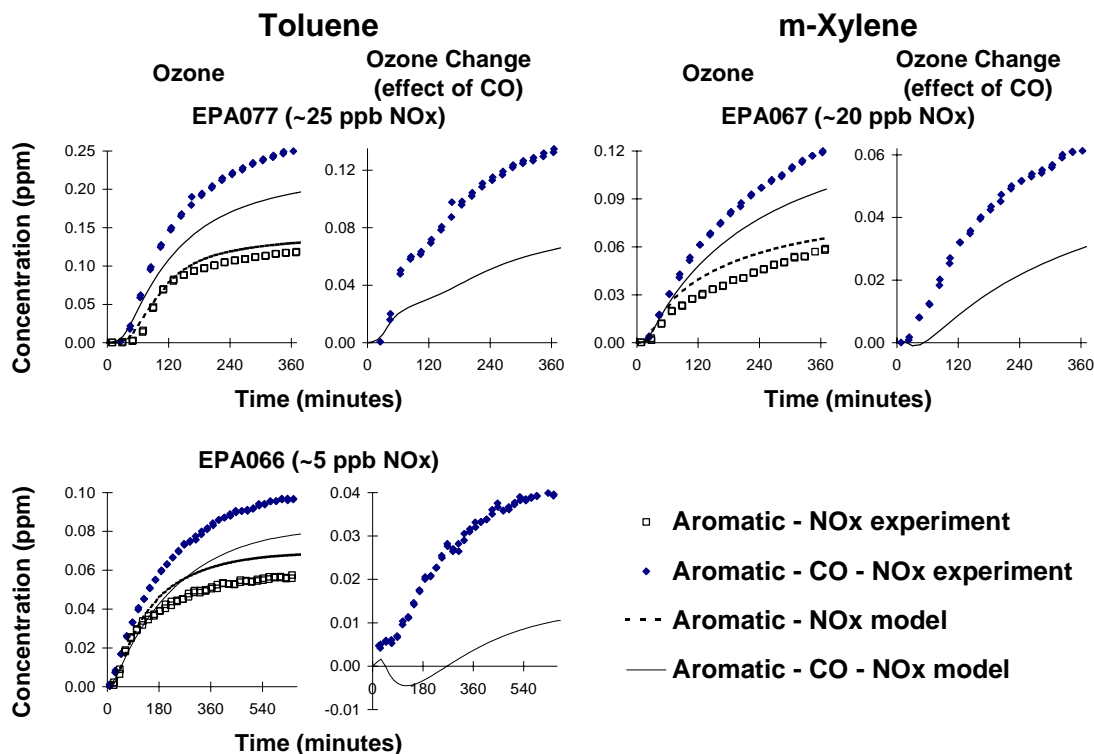 Toluene
m-Xylene
Ozone
Ozone Change
(effect of CO)
Ozone
Ozone Change
(effect of CO)
EPA077 (~25 ppb NOx)
EPA067 (~20 ppb NOx)
Concentration (ppm)
0.25
0.20
0.15
0.10
0.05
0.00
0 120 240 360
0.12
0.08
0.04
0.00
0 120 240 360
0.12
0.09
0.06
0.03
0.00
0 120 240 360
0.06
0.04
0.02
0.00
0 120 240 360
Time (minutes)
Time (minutes)
EPA066 (~5 ppb NOx)
Concentration (ppm)
0.10
0.08
0.06
0.04
0.02
0.00
0 180 360 540
0.04
0.03
0.02
0.01
0.00
-0.01
0 180 360 540
Time (minutes)
Aromatic - NOx experiment
Aromatic - CO - NOx experiment
Aromatic - NOx model
Aromatic - CO - NOx model